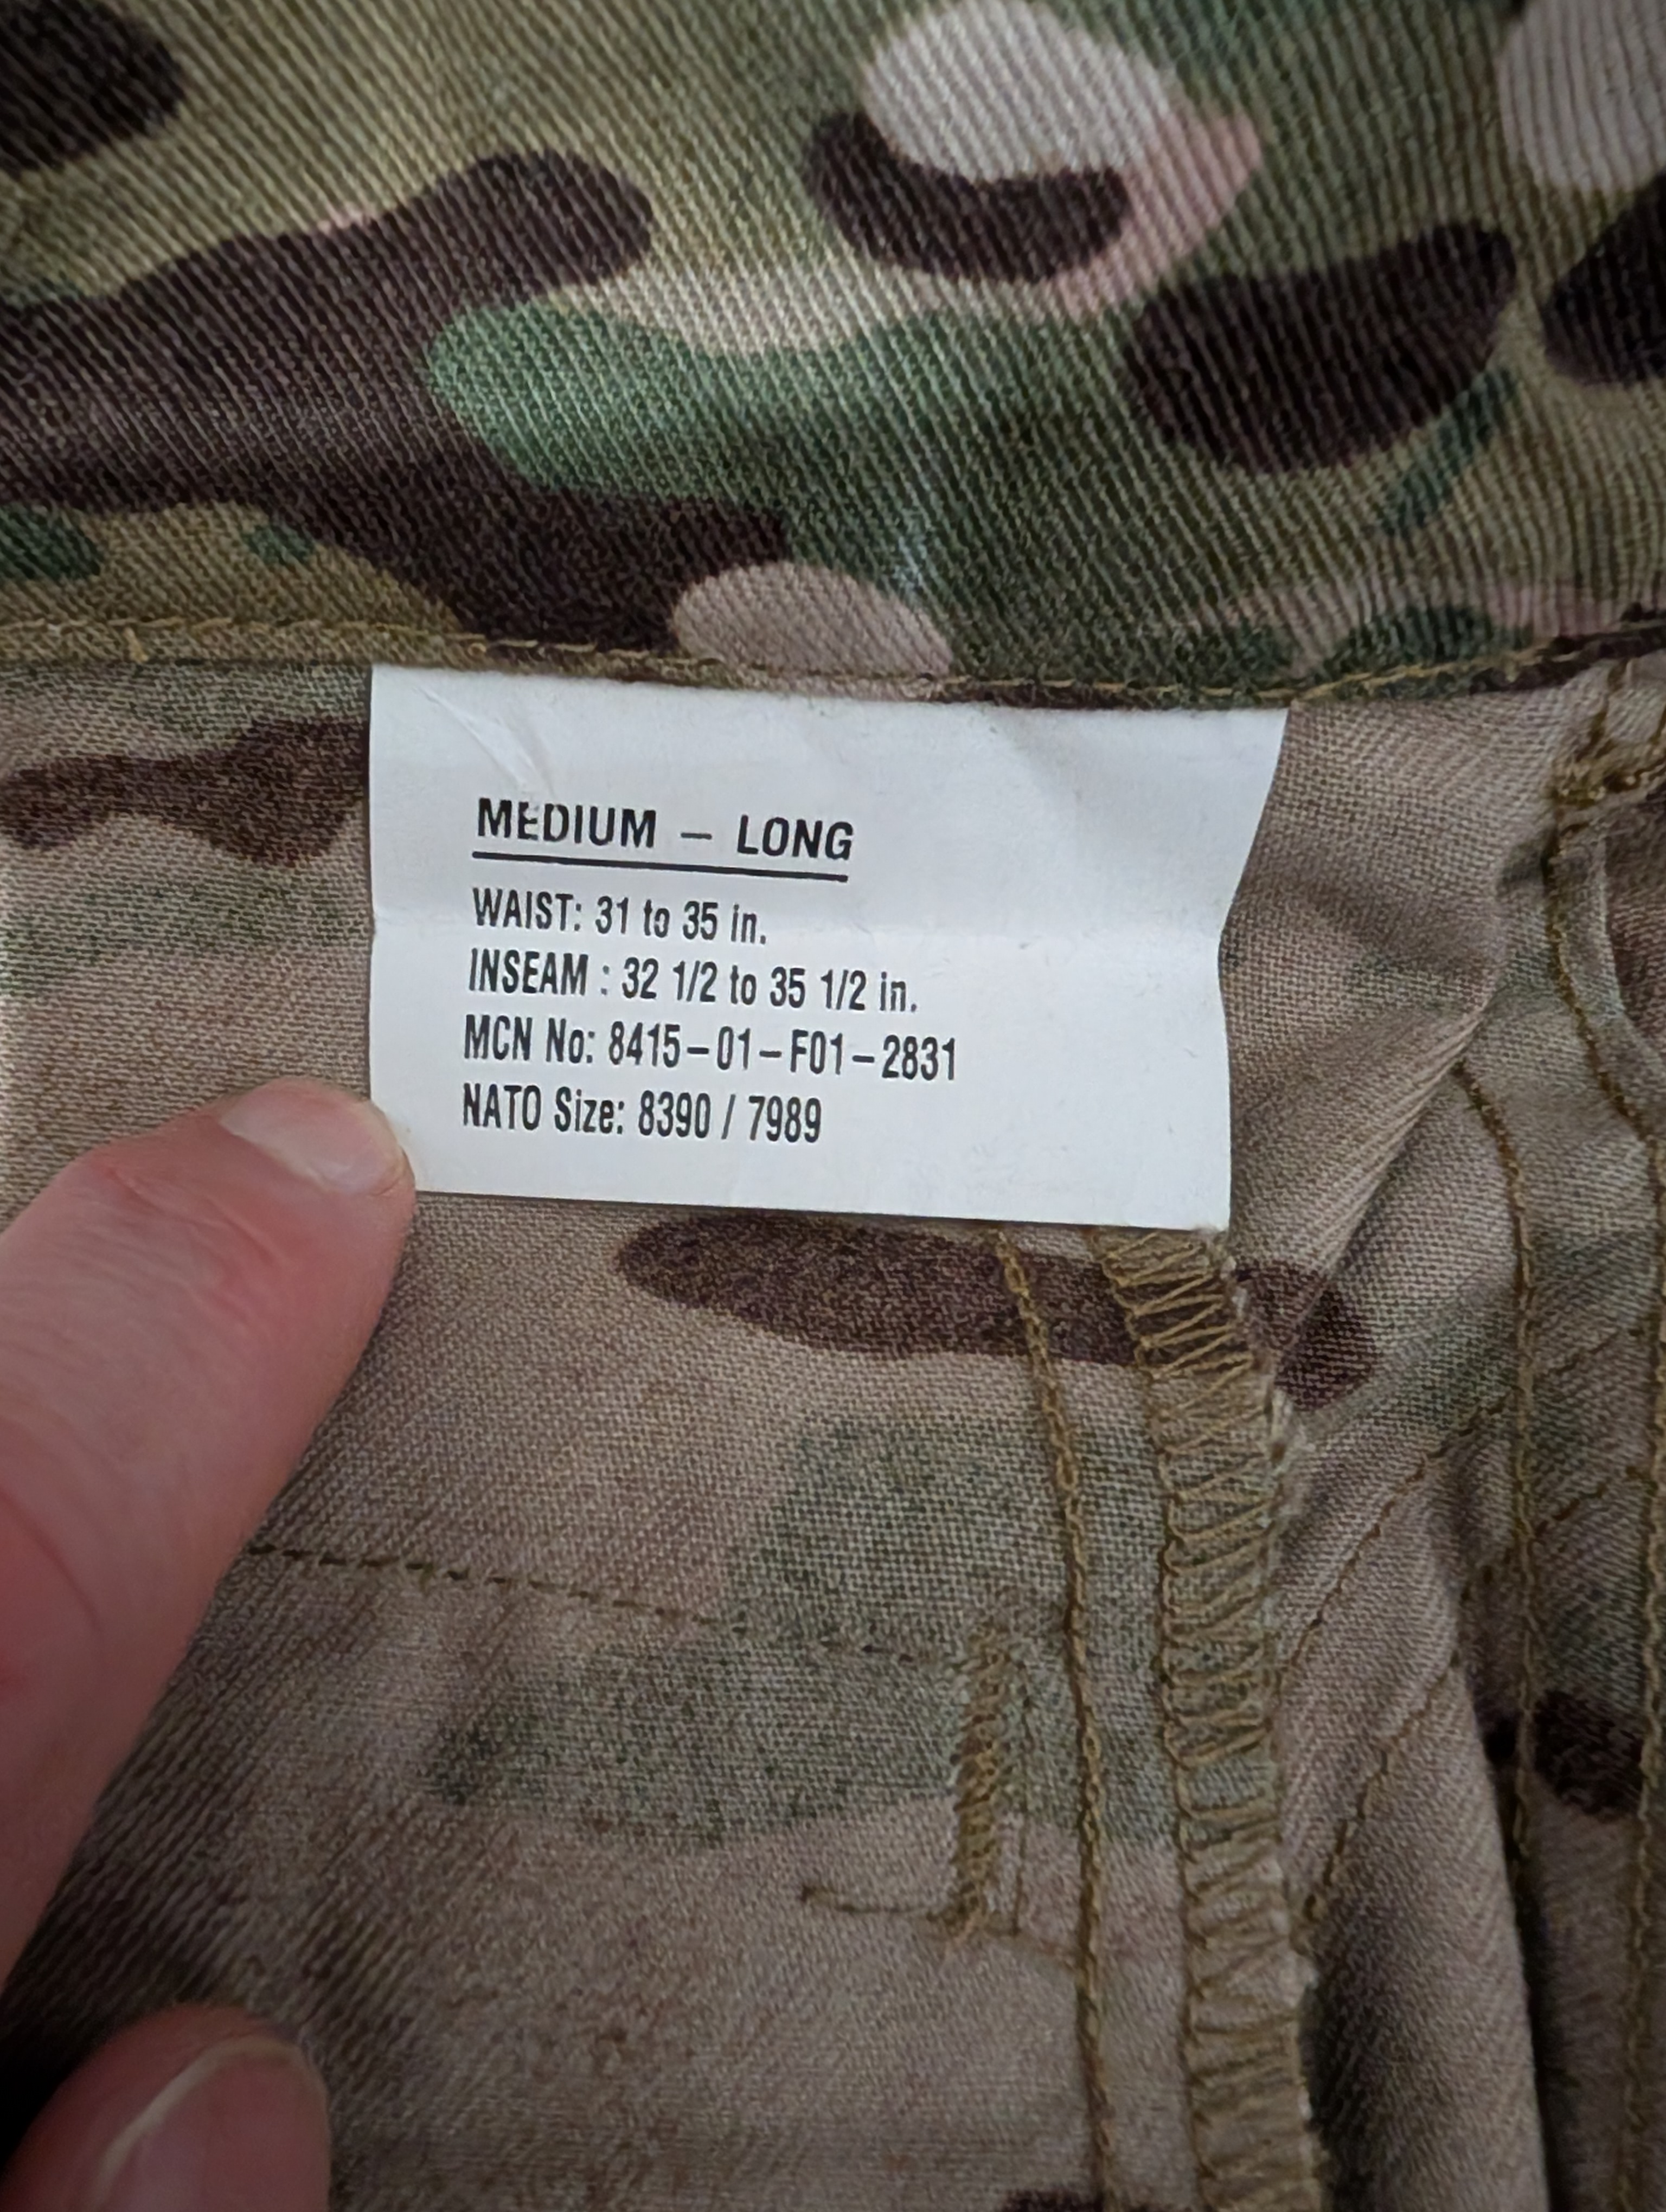 MEDIUM – LONG
WAIST: 31 to 35 in.
INSEAM : 32 1/2 to 35 1/2 in.
MCN No: 8415–01–F01–2831
NATO Size: 8390 / 7989